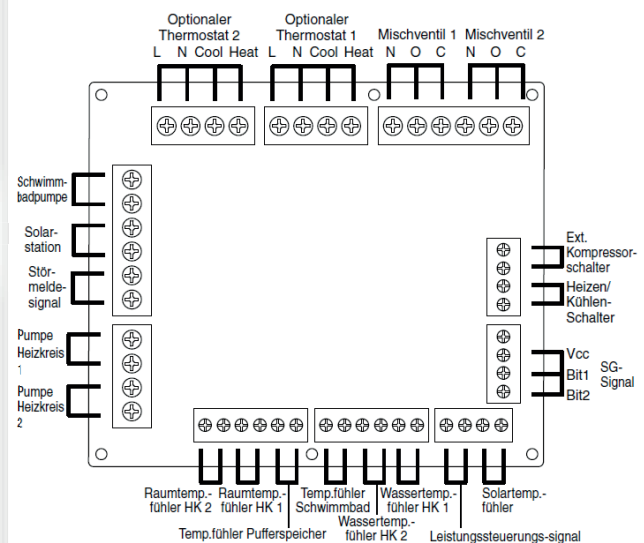 Optionaler
Thermostat 2
L N Cool Heat
Optionaler
Thermostat 1
L N Cool Heat
Mischventil 1
N O C
Mischventil 2
N O C
Schwimm-
badpumpe
Solar-
station
Stör-
melde-
signal
Pumpe
Heizkreis
1
Pumpe
Heizkreis
2
Ext.
Kompressor-
schalter
Heizen/
Kühlen-
Schalter
Vcc
Bit1
Bit2
SG-
Signal
Raumtemp.-
fühler HK 2
Raumtemp.-
fühler HK 1
Temp.fühler Pufferspeicher
Temp.fühler
Schwimmbad
Wassertemp.-
fühler HK 2
Wassertemp.-
fühler HK 1
Leistungssteuerungs-signal
Solartemp.-
fühler